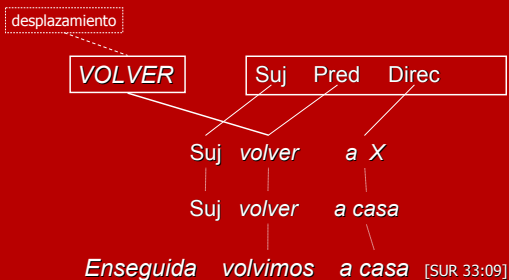 desplazamiento
VOLVER Suj Pred Direc
Suj volver a X
Suj volver a casa
Enseguida volvimos a casa [SUR 33:09]